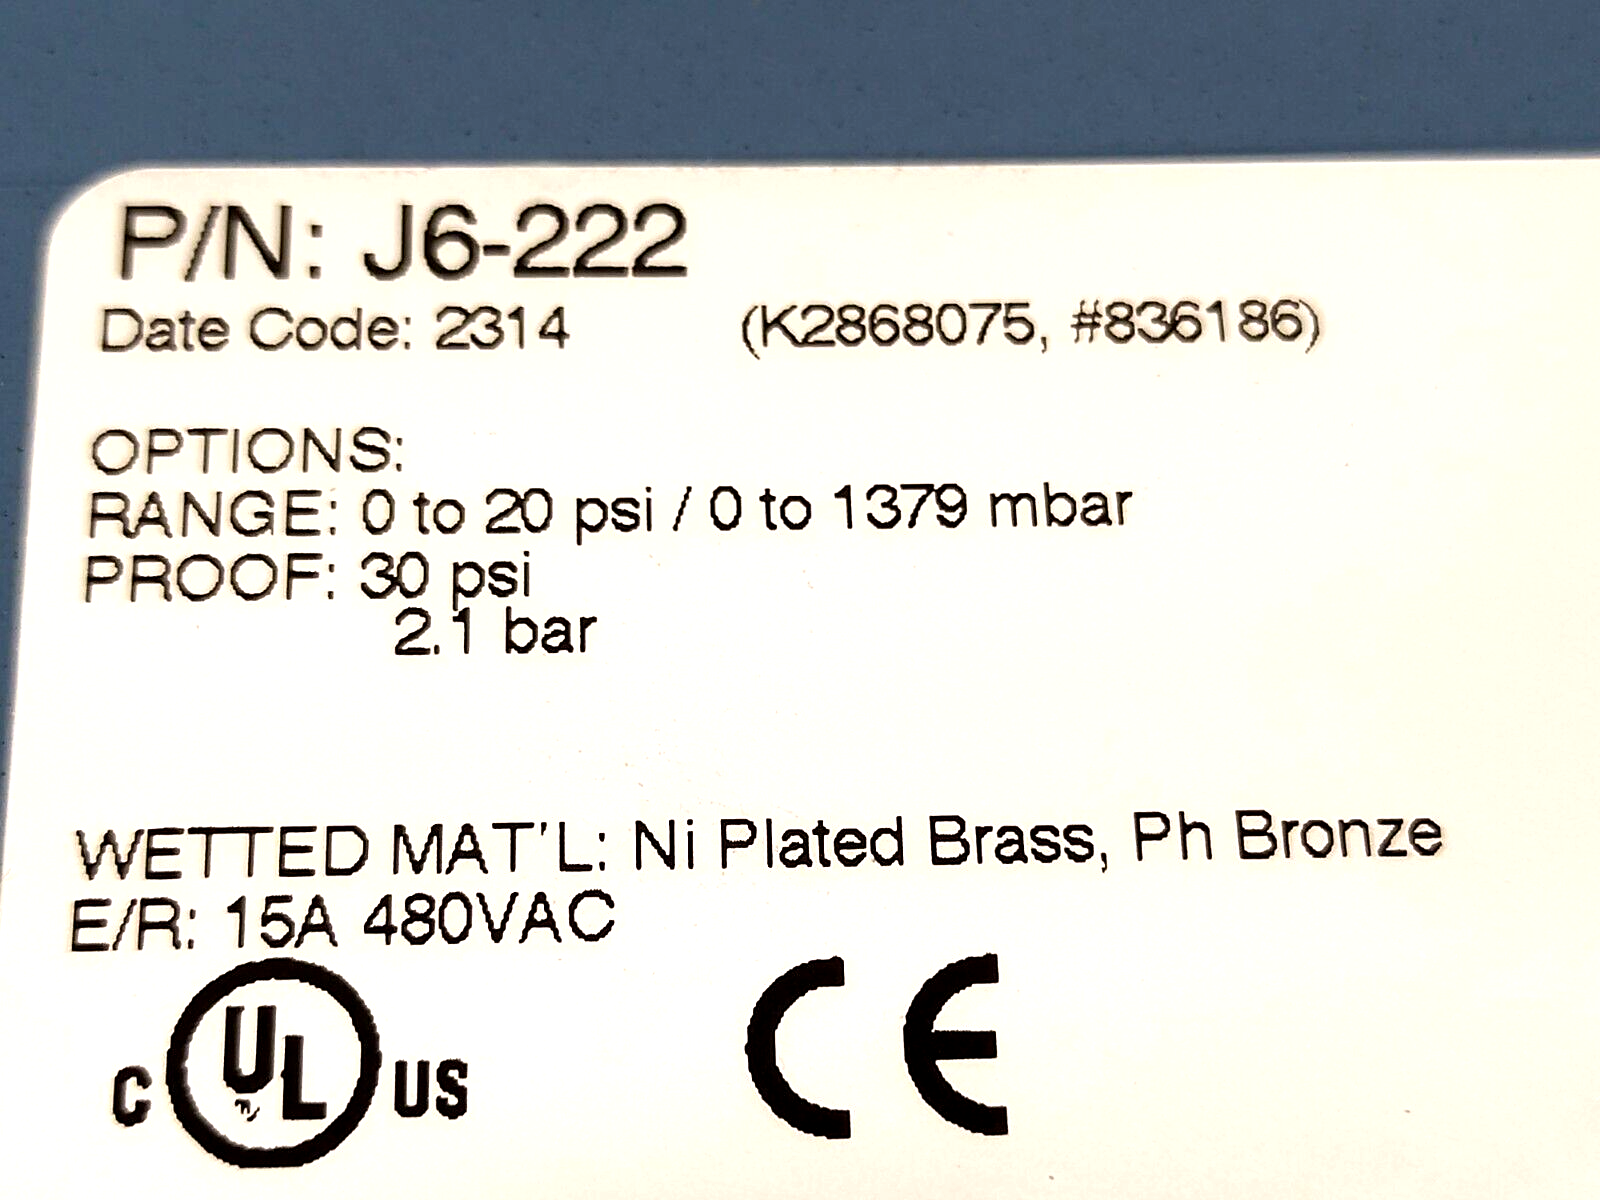 P/N: J6-222
Date Code: 2314 (K2868075, #836186)
OPTIONS:
RANGE: 0 to 20 psi / 0 to 1379 mbar
PROOF: 30 psi
2.1 bar
WETTED MAT'L: Ni Plated Brass, Ph Bronze
E/R: 15A 480VAC
C UL US CE